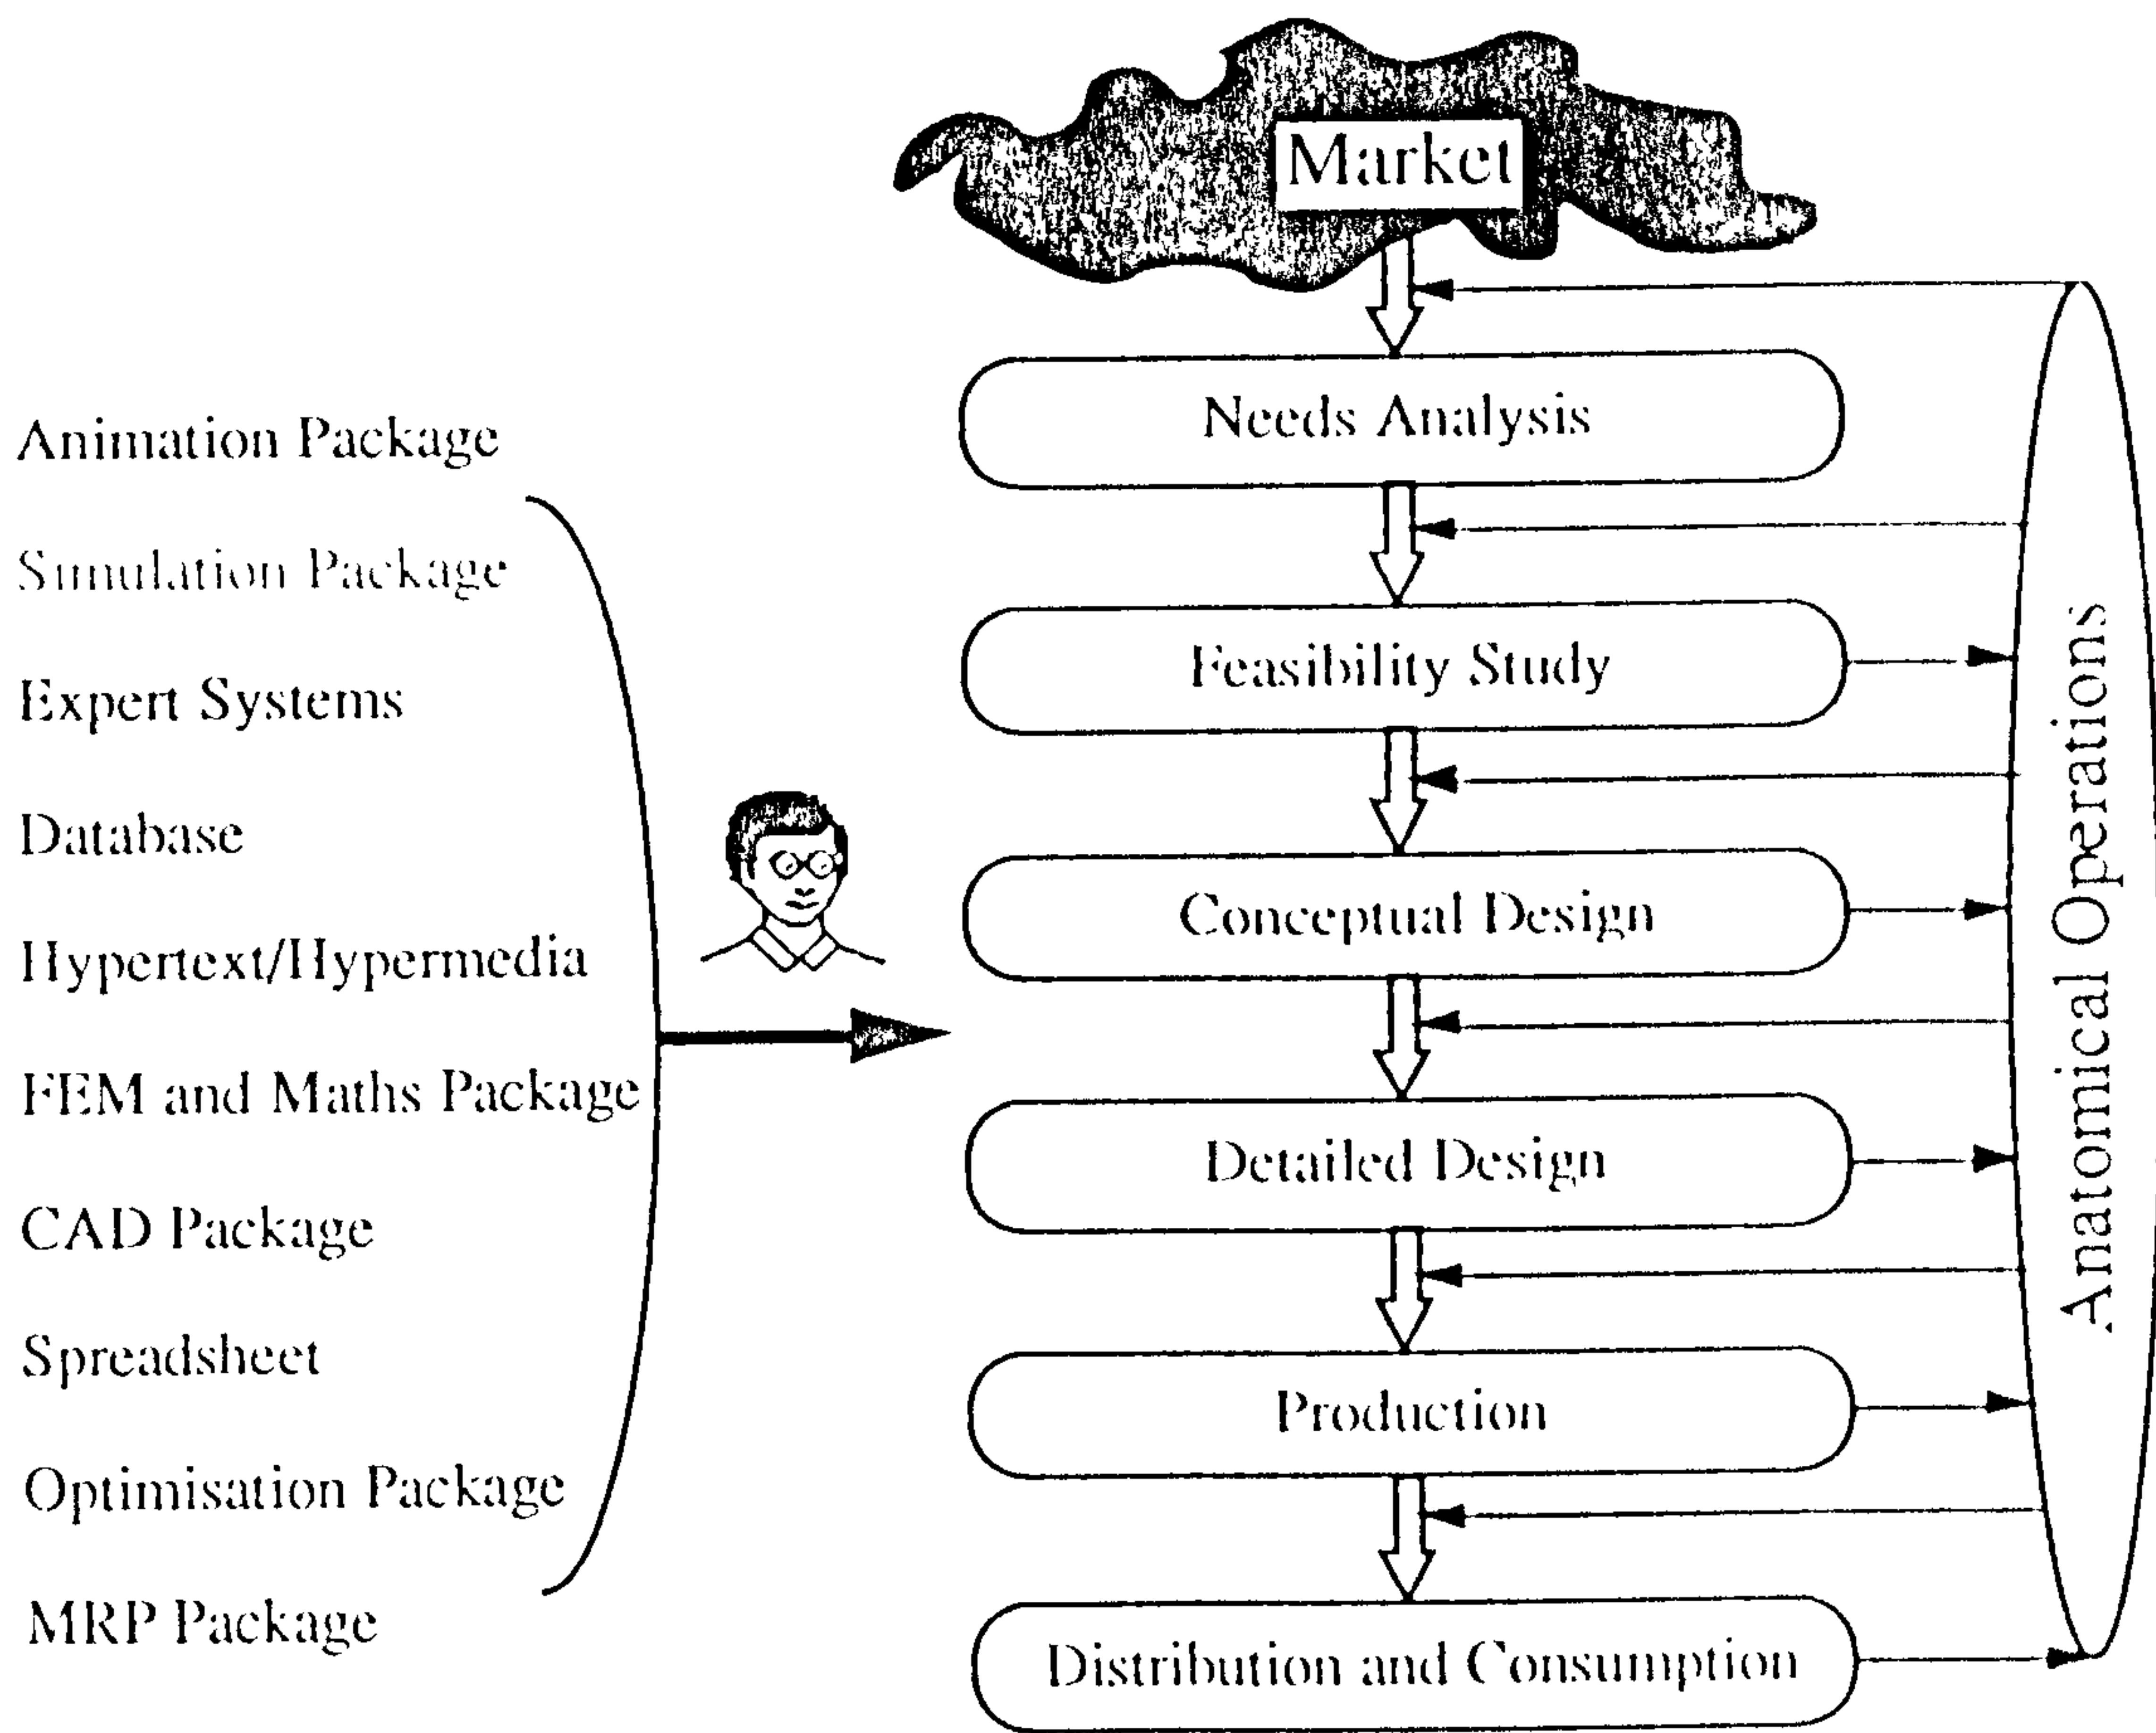 Market
Needs Analysis
Feasibility Study
Conceptual Design
Detailed Design
Production
Distribution and Consumption
Animation Package
Simulation Package
Expert Systems
Database
Hypertext/Hypermedia
FEM and Maths Package
CAD Package
Spreadsheet
Optimisation Package
MRP Package
Anatomical Operations